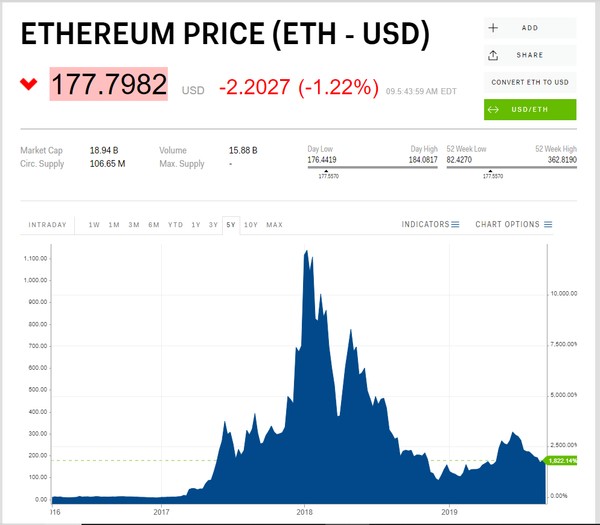 ETHEREUM PRICE (ETH - USD)
ADD
SHARE
CONVERT ETH TO USD
USD/ETH
177.7982 USD -2.2027 (-1.22%) 09.5:43:59 AM EDT
Market Cap 18.94 B Volume 15.88 B
Circ. Supply 106.65 M Max. Supply -
Day Low Day High 52 Week Low 52 Week High
176.4419 184.0817 82.4270 362.8190
177.5570 177.5570
INTRADAY 1W 1M 3M 6M YTD 1Y 3Y 5Y 10Y MAX INDICATORS CHART OPTIONS
1,100.00
1,000.00
900.00
800.00
700.00
600.00
500.00
400.00
300.00
200.00
100.00
0.00
10,000.00
7,500.00%
5,000.00%
2,500.00%
1,822.14%
0.00%
016 2017 2018 2019